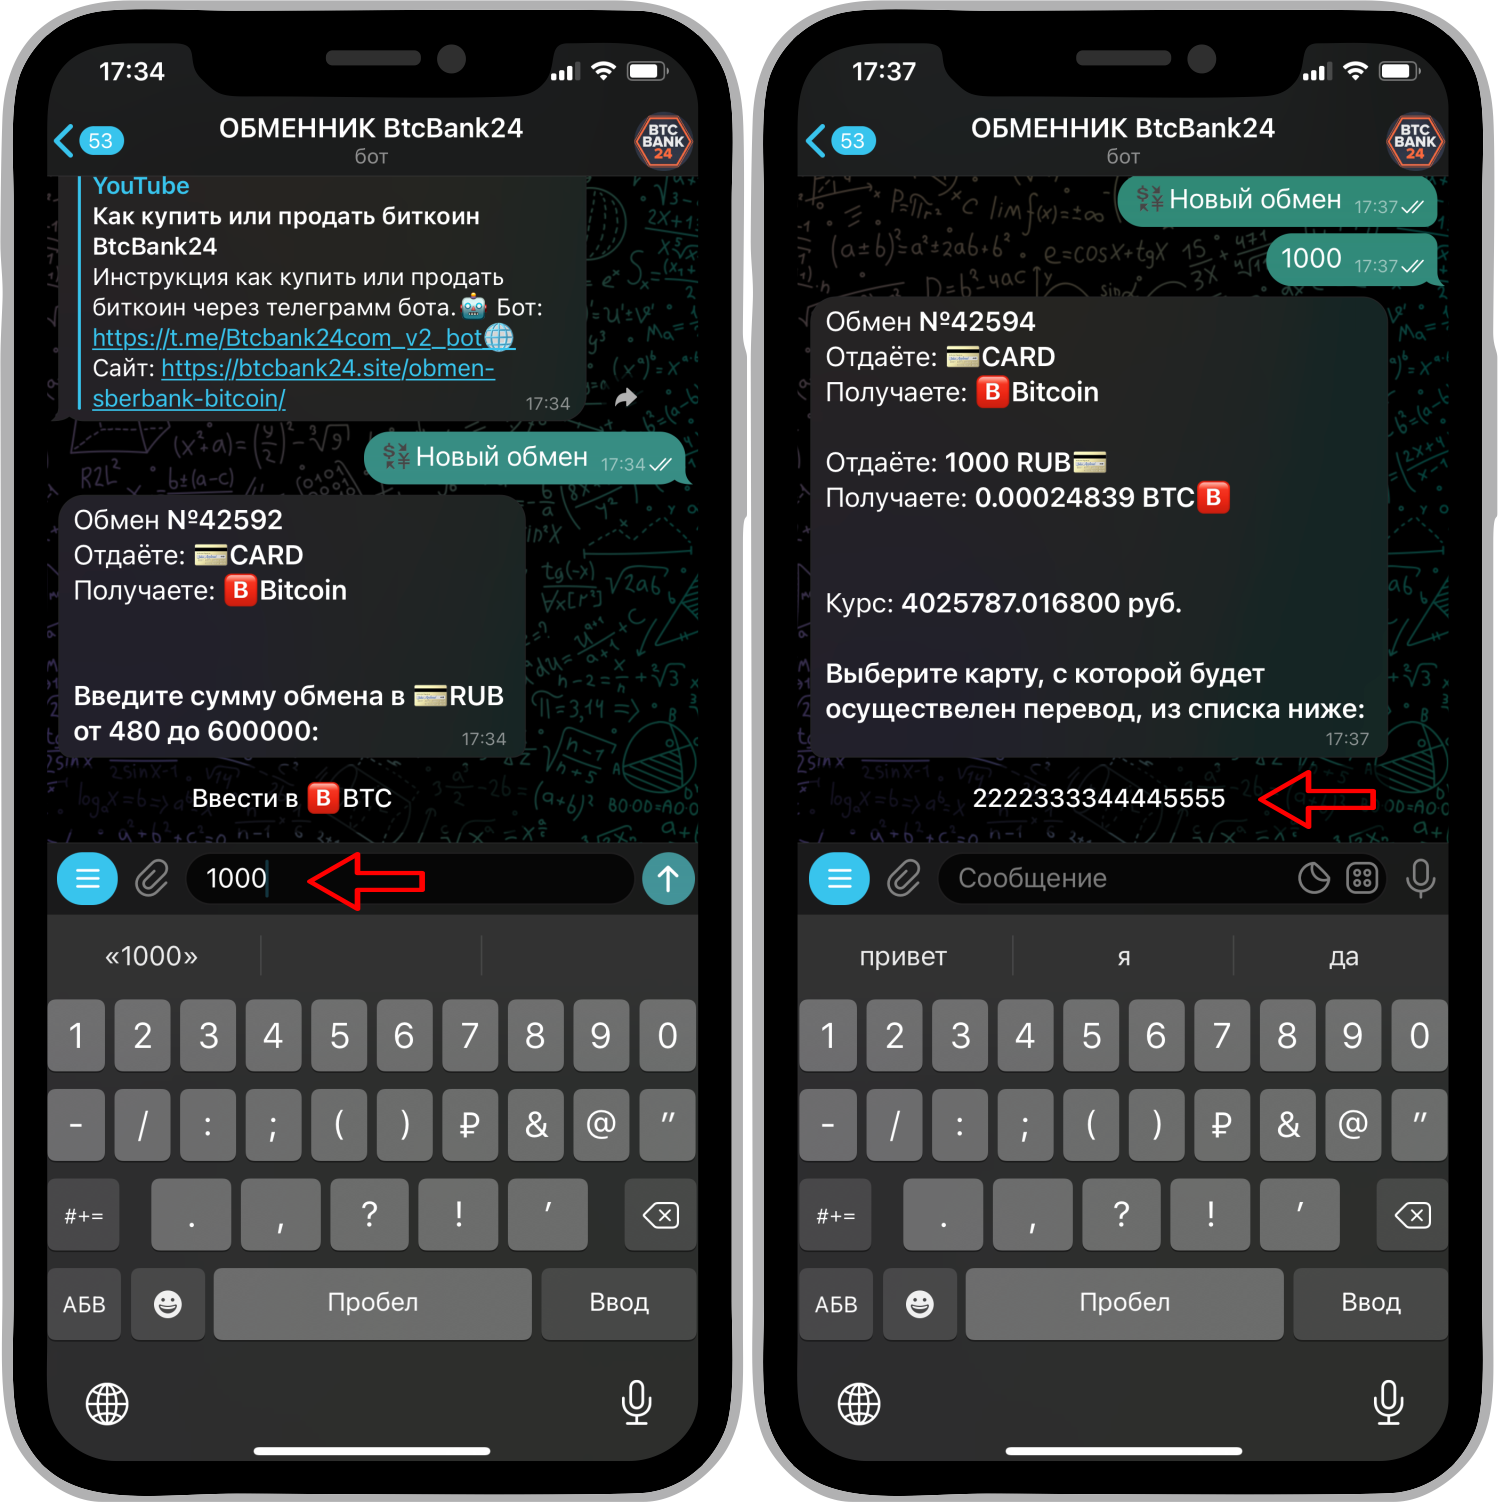 17:34
53
ОБМЕННИК BtcBank24
бот
BTC
BANK
24
YouTube
Как купить или продать биткоин
BtcBank24
Инструкция как купить или продать
биткоин через телеграмм бота.🤖 Бот:
https://t.me/Btcbank24com_v2_bot🌐
Сайт: https://btcbank24.site/obmen-
sberbank-bitcoin/
17:34
💱Новый обмен 17:34
Обмен №42592
Отдаёте: 💳CARD
Получаете: 🅱️Bitcoin
Введите сумму обмена в 💳RUB
от 480 до 600000:
17:34
Ввести в 🅱️BTC
1000
«1000»
1 2 3 4 5 6 7 8 9 0
- / : ; ( ) ₽ & @ "
#+= . , ? ! '
АБВ Пробел Ввод
17:37
53
ОБМЕННИК BtcBank24
бот
BTC
BANK
24
💱Новый обмен 17:37
1000 17:37
Обмен №42594
Отдаёте: 💳CARD
Получаете: 🅱️Bitcoin
Отдаёте: 1000 RUB💳
Получаете: 0.00024839 BTC🅱️
Курс: 4025787.016800 руб.
Выберите карту, с которой будет
осуществелен перевод, из списка ниже:
17:37
2222333344445555
Сообщение
привет я да
1 2 3 4 5 6 7 8 9 0
- / : ; ( ) ₽ & @ "
#+= . , ? ! '
АБВ Пробел Ввод